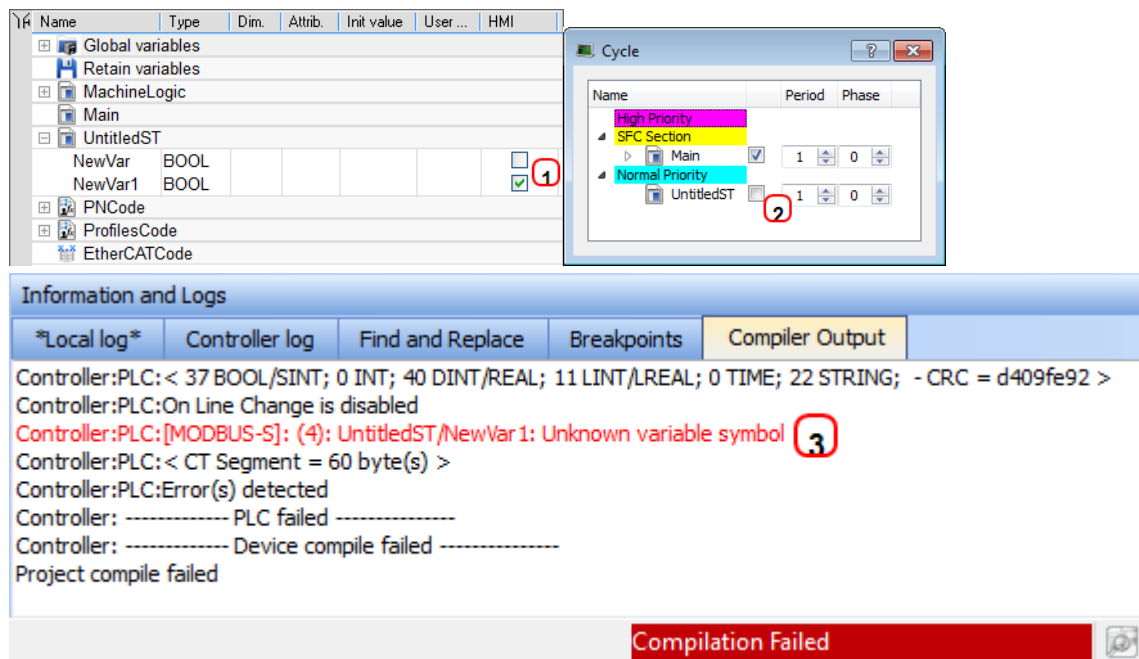 Name Type Dim. Attrib. Init value User ... HMI
Global variables
Retain variables
MachineLogic
Main
UntitledST
NewVar BOOL
NewVar1 BOOL
1
PNCode
ProfilesCode
EtherCATCode
Cycle
Name Period Phase
High Priority
SFC Section
Main 1 0
Normal Priority
UntitledST 1 0
2
Information and Logs
*Local log* Controller log Find and Replace Breakpoints Compiler Output
Controller:PLC:< 37 BOOL/SINT; 0 INT; 40 DINT/REAL; 11 LINT/LREAL; 0 TIME; 22 STRING; - CRC = d409fe92 >
Controller:PLC:On Line Change is disabled
Controller:PLC:[MODBUS-S]: (4): UntitledST/NewVar1: Unknown variable symbol 3
Controller:PLC:< CT Segment = 60 byte(s) >
Controller:PLC:Error(s) detected
Controller: ------------- PLC failed ---------------
Controller: ------------- Device compile failed ---------------
Project compile failed
Compilation Failed